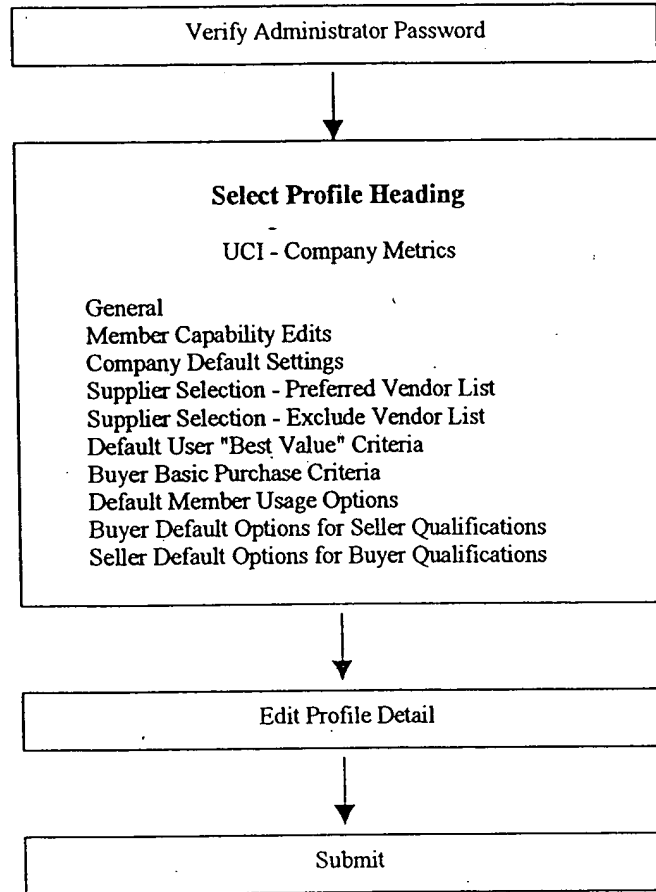 Verify Administrator Password
Select Profile Heading
UCI - Company Metrics
General
Member Capability Edits
Company Default Settings
Supplier Selection - Preferred Vendor List
Supplier Selection - Exclude Vendor List
Default User "Best Value" Criteria
Buyer Basic Purchase Criteria
Default Member Usage Options
Buyer Default Options for Seller Qualifications
Seller Default Options for Buyer Qualifications
Edit Profile Detail
Submit